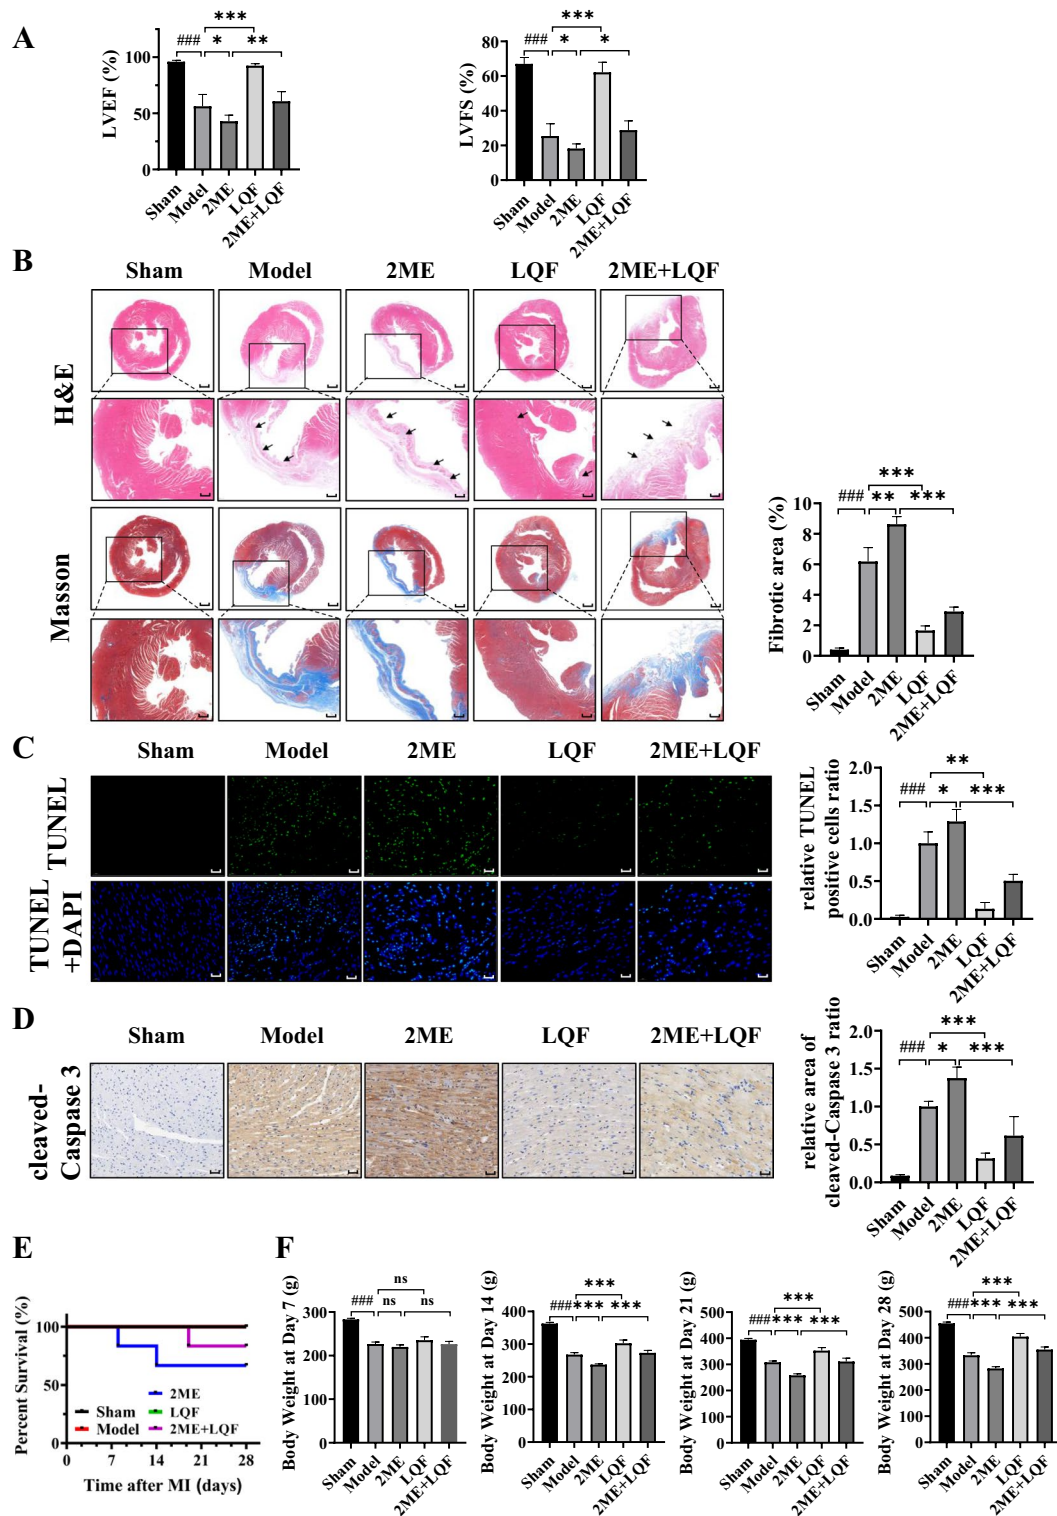 A
LVEF (%)
100
50
0
### * ** ***
Sham Model 2ME LQF 2ME+LQF
LVFS (%)
80
60
40
20
0
### * * ***
Sham Model 2ME LQF 2ME+LQF
B
Sham Model 2ME LQF 2ME+LQF
H&E
Masson
Fibrotic area (%)
10
8
6
4
2
0
### ** *** ***
Sham Model 2ME LQF 2ME+LQF
C
Sham Model 2ME LQF 2ME+LQF
TUNEL
TUNEL
+DAPI
relative TUNEL
positive cells ratio
2.0
1.5
1.0
0.5
0.0
### * *** **
Sham Model 2ME LQF 2ME+LQF
D
Sham Model 2ME LQF 2ME+LQF
cleaved-
Caspase 3
relative area of
cleaved-Caspase 3 ratio
2.0
1.5
1.0
0.5
0.0
### * *** ***
Sham Model 2ME LQF 2ME+LQF
E
Percent Survival (%)
100
50
0
0 7 14 21 28
Time after MI (days)
Sham
Model
2ME
LQF
2ME+LQF
F
Body Weight at Day 7 (g)
300
200
100
0
### ns ns ns
Sham Model 2ME LQF 2ME+LQF
Body Weight at Day 14 (g)
400
300
200
100
0
### *** *** ***
Sham Model 2ME LQF 2ME+LQF
Body Weight at Day 21 (g)
500
400
300
200
100
0
### *** *** ***
Sham Model 2ME LQF 2ME+LQF
Body Weight at Day 28 (g)
500
400
300
200
100
0
### *** *** ***
Sham Model 2ME LQF 2ME+LQF